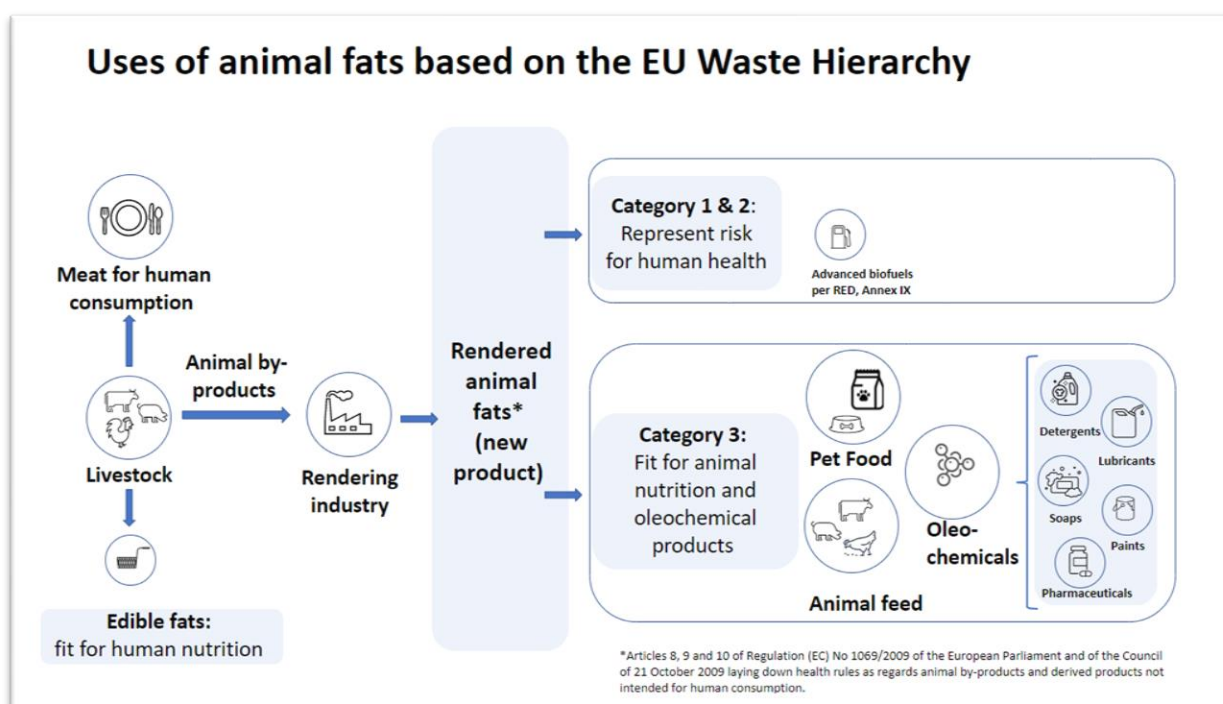 Uses of animal fats based on the EU Waste Hierarchy
Meat for human
consumption
Animal by-
products
Livestock
Rendering
industry
Edible fats:
fit for human nutrition
Rendered
animal
fats*
(new
product)
Category 1 & 2:
Represent risk
for human health
Advanced biofuels
per RED, Annex IX
Category 3:
Fit for animal
nutrition and
oleochemical
products
Pet Food
Animal feed
Oleo-
chemicals
Detergents
Lubricants
Soaps
Paints
Pharmaceuticals
*Articles 8, 9 and 10 of Regulation (EC) No 1069/2009 of the European Parliament and of the Council
of 21 October 2009 laying down health rules as regards animal by-products and derived products not
intended for human consumption.